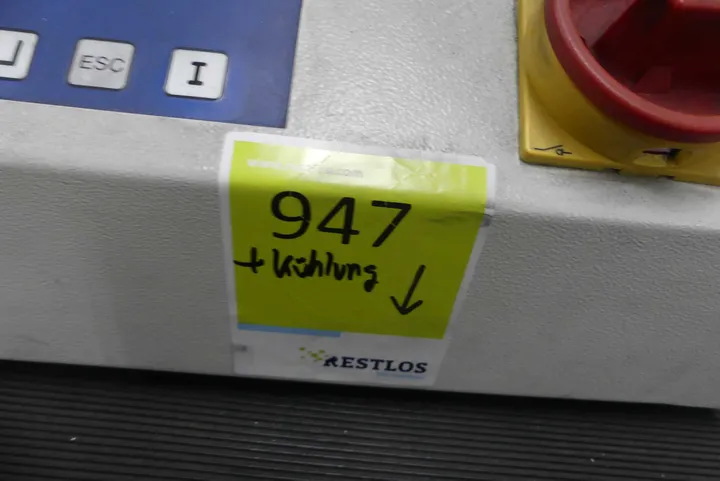 ESC
I
947
+ Kühlung
RESTLOS